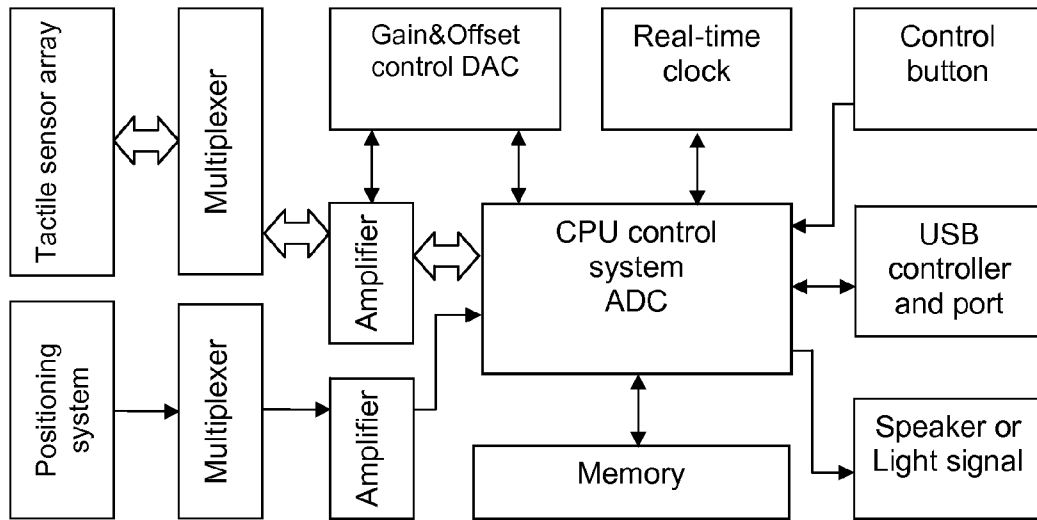 Tactile sensor array
Multiplexer
Gain&Offset
control DAC
Real-time
clock
Control
button
Amplifier
CPU control
system
ADC
USB
controller
and port
Positioning
system
Multiplexer
Amplifier
Memory
Speaker or
Light signal